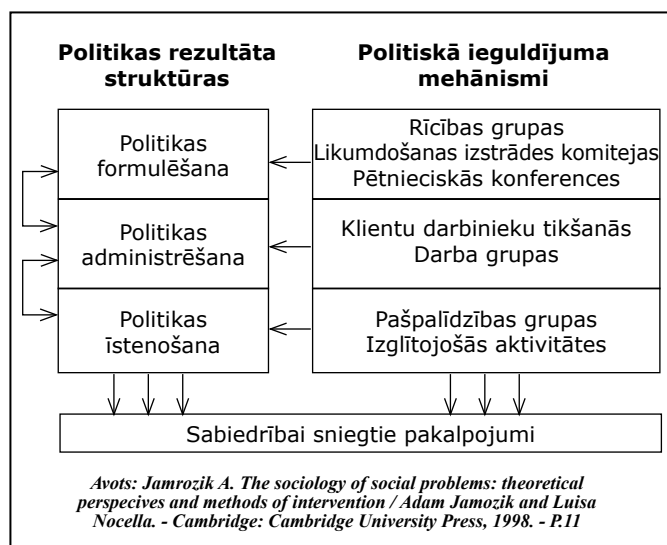 Politikas rezultāta
struktūras
Politiskā ieguldījuma
mehānismi
Politikas
formulēšana
Rīcības grupas
Likumdošanas izstrādes komitejas
Pētnieciskās konferences
Politikas
administrēšana
Klientu darbinieku tikšanās
Darba grupas
Politikas
īstenošana
Pašpalīdzības grupas
Izglītojošās aktivitātes
Sabiedrībai sniegtie pakalpojumi
Avots: Jamrozik A. The sociology of social problems: theoretical
perspecives and methods of intervention / Adam Jamozik and Luisa
Nocella. - Cambridge: Cambridge University Press, 1998. - P.11